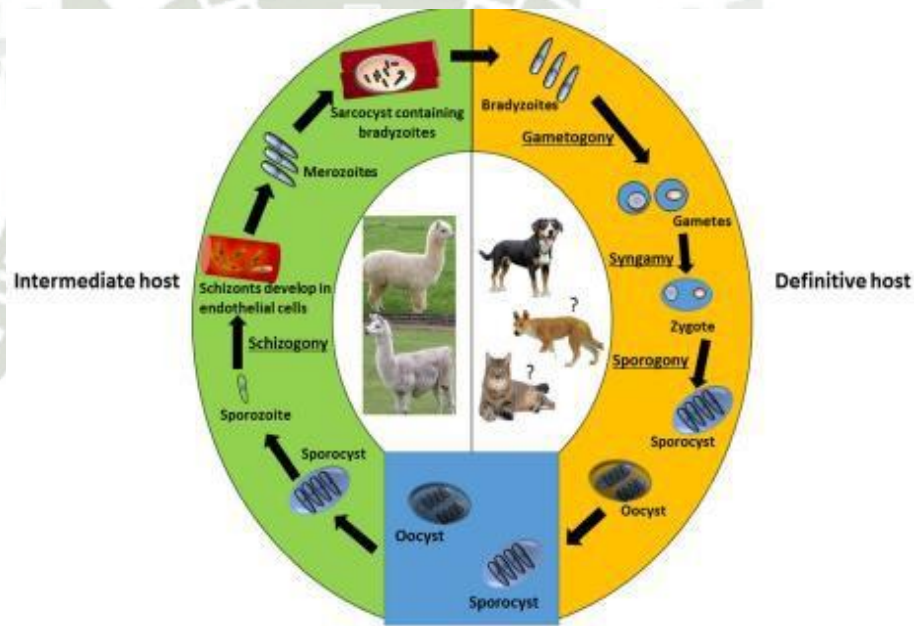 Intermediate host
Sarcocyst containing
bradyzoites
Merozoites
Schizonts develop in
endothelial cells
Schizogony
Sporozoite
Sporocyst
Bradyzoites
Gametogony
Gametes
Syngamy
Zygote
Sporogony
Sporocyst
Oocyst
Definitive host
?
?
Oocyst
Sporocyst